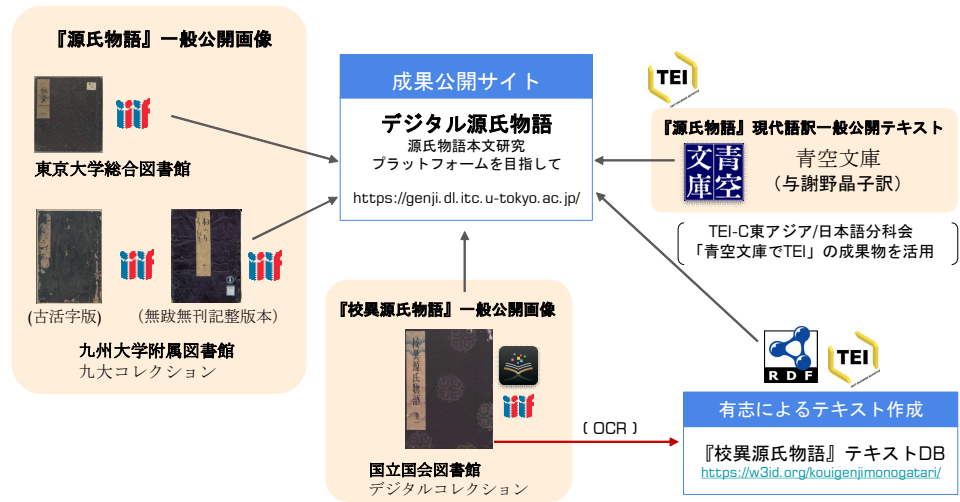 『源氏物語』一般公開画像
iiif
東京大学総合図書館
iiif
iiif
(古活字版)
（無跋無刊記整版本）
九州大学附属図書館
九大コレクション
成果公開サイト
デジタル源氏物語
源氏物語本文研究
プラットフォームを目指して
https://genji.dl.itc.u-tokyo.ac.jp/
TEI
『源氏物語』現代語訳一般公開テキスト
青空
文庫
青空文庫
（与謝野晶子訳）
TEI-C東アジア/日本語分科会
「青空文庫でTEI」の成果物を活用
『校異源氏物語』一般公開画像
校異源氏物語 巻一
iiif
国立国会図書館
デジタルコレクション
（OCR）
RDF
TEI
有志によるテキスト作成
『校異源氏物語』テキストDB
https://w3id.org/kouigenjimonogatari/